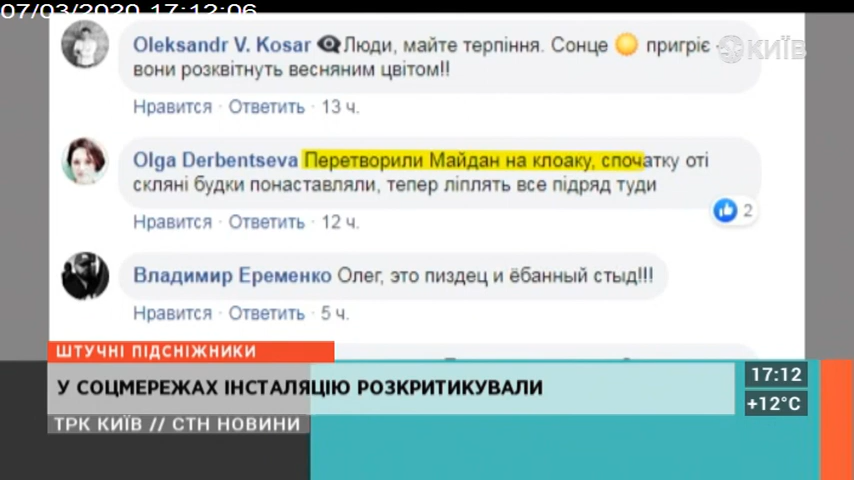 07/03/2020 17:12:06
КИЇВ
Oleksandr V. Kosar Люди, майте терпіння. Сонце пригріє -
вони розквітнуть весняним цвітом!!
Нравится · Ответить · 13 ч.
Olga Derbentseva Перетворили Майдан на клоаку, спочатку оті
скляні будки понаставляли, тепер ліплять все підряд туди
2
Нравится · Ответить · 12 ч.
Владимир Еременко Олег, это пиздец и ёбанный стыд!!!
Нравится · Ответить · 5 ч.
ШТУЧНІ ПІДСНІЖНИКИ
У СОЦМЕРЕЖАХ ІНСТАЛЯЦІЮ РОЗКРИТИКУВАЛИ
17:12
+12°C
ТРК КИЇВ // СТН НОВИНИ